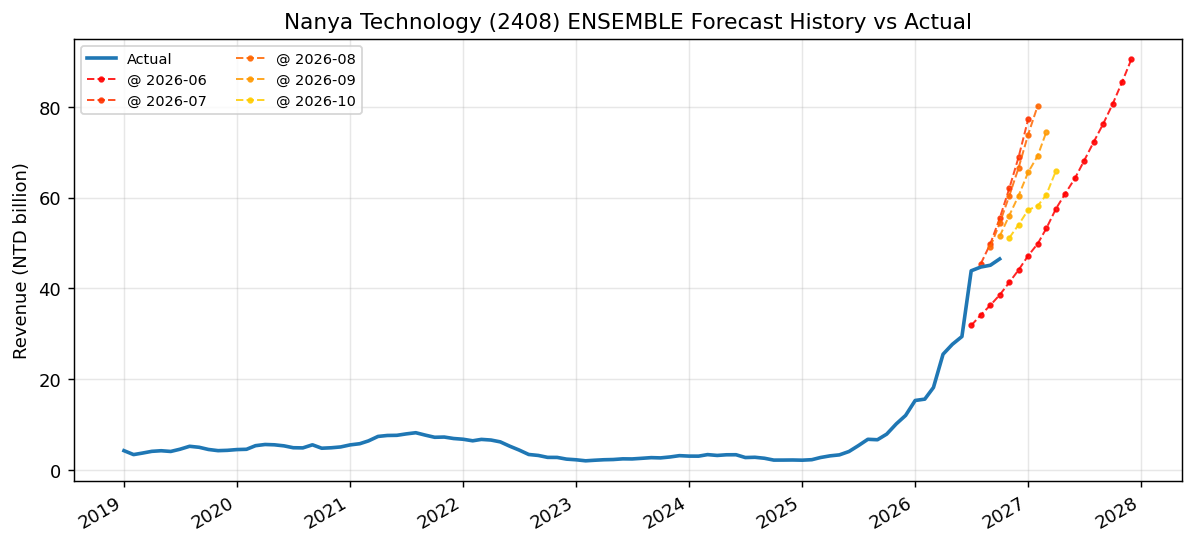 Nanya Technology (2408) ENSEMBLE Forecast History vs Actual
Actual
@ 2026-06
@ 2026-07
@ 2026-08
@ 2026-09
@ 2026-10
Revenue (NTD billion)
80
60
40
20
0
2019 2020 2021 2022 2023 2024 2025 2026 2027 2028